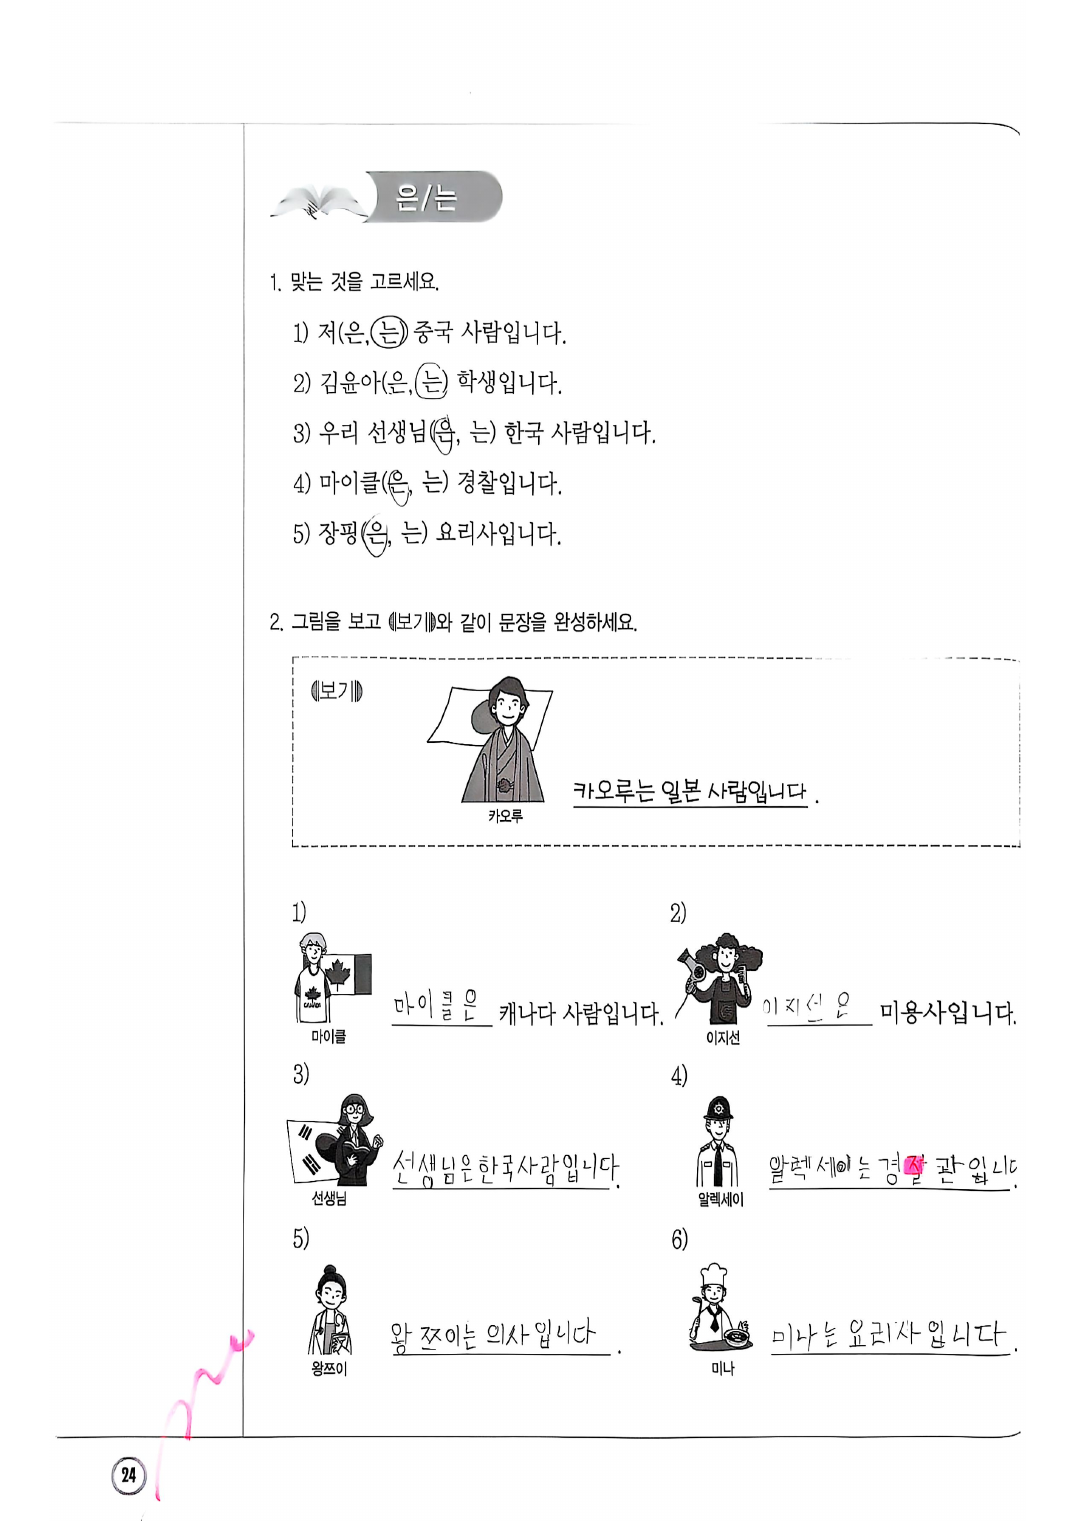 은/는
1. 맞는 것을 고르세요.
1) 저(은, 는) 중국 사람입니다.
2) 김윤아(은, 는) 학생입니다.
3) 우리 선생님(은, 는) 한국 사람입니다.
4) 마이클(은, 는) 경찰입니다.
5) 장핑(은, 는) 요리사입니다.
2. 그림을 보고 《보기》와 같이 문장을 완성하세요.
《보기》
카오루는 일본 사람입니다.
카오루
1)
2)
CANADA
마이클은 캐나다 사람입니다.
이지선은 미용사입니다.
마이클
이지선
3)
4)
선생님은한국사람입니다.
알렉세이는 경잘관입니다.
선생님
알렉세이
5)
6)
왕쯔이는 의사입니다.
미나는 요리사입니다.
왕쯔이
미나
24